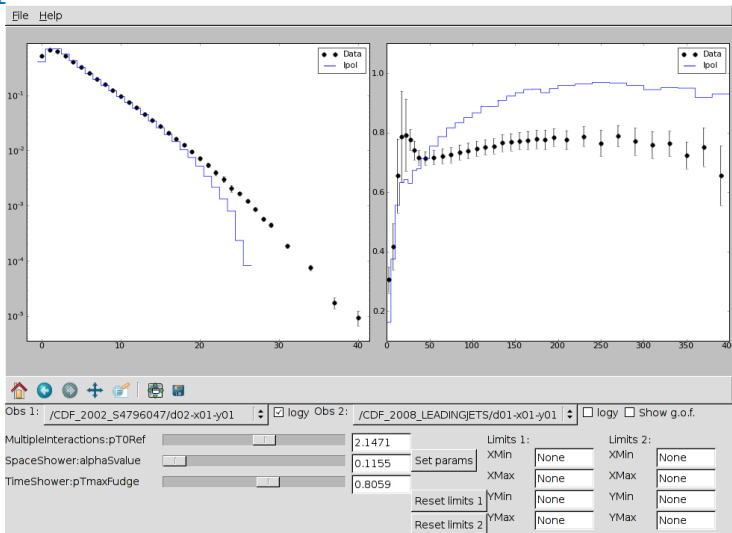 File Help
Data
Ipol
10⁻¹
10⁻²
10⁻³
10⁻⁴
10⁻⁵
0 10 20 30 40
Data
Ipol
1.0
0.8
0.6
0.4
0.2
0 50 100 150 200 250 300 350 40
Obs 1: /CDF_2002_S4796047/d02-x01-y01 logy Obs 2: /CDF_2008_LEADINGJETS/d01-x01-y01 logy Show g.o.f.
MultipleInteractions:pT0Ref 2.1471 Limits 1: Limits 2:
SpaceShower:alphaSvalue 0.1155 Set params XMin None XMin None
TimeShower:pTmaxFudge 0.8059 XMax None XMax None
Reset limits 1 YMin None YMin None
Reset limits 2 YMax None YMax None